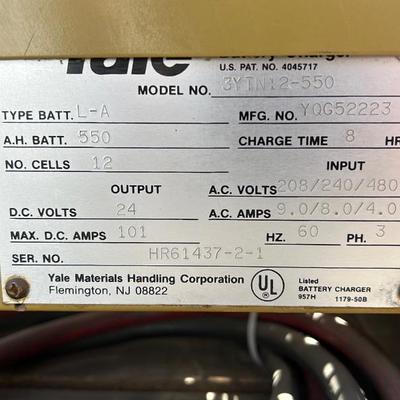 Yale Battery Charger
U.S. PAT. NO. 4045717
MODEL NO. 3YTN12-550
TYPE BATT. L-A MFG. NO. YQG52223
A.H. BATT. 550 CHARGE TIME 8 HR
NO. CELLS 12 INPUT
OUTPUT A.C. VOLTS 208/240/480
D.C. VOLTS 24 A.C. AMPS 9.0/8.0/4.0
MAX. D.C. AMPS 101 HZ. 60 PH. 3
SER. NO. HR61437-2-1
Yale Materials Handling Corporation
Flemington, NJ 08822
UL
Listed
BATTERY CHARGER
957H 1179-50B